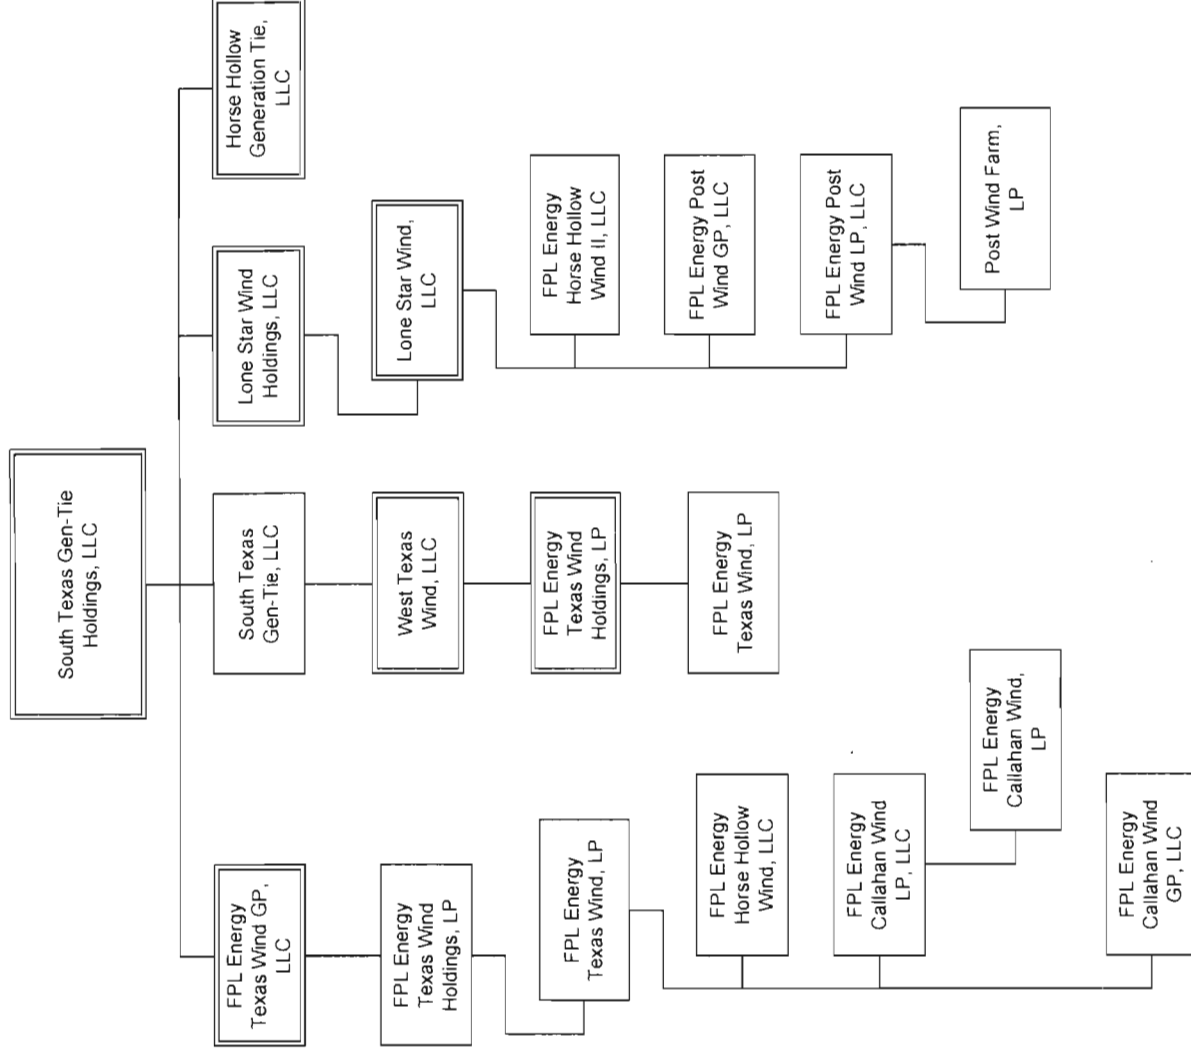 South Texas Gen-Tie
Holdings, LLC
FPL Energy
Texas Wind GP,
LLC
South Texas
Gen-Tie, LLC
Lone Star Wind
Holdings, LLC
Horse Hollow
Generation Tie,
LLC
FPL Energy
Texas Wind
Holdings, LP
FPL Energy
Texas Wind, LP
FPL Energy
Horse Hollow
Wind, LLC
FPL Energy
Callahan Wind
LP, LLC
FPL Energy
Callahan Wind,
LP
FPL Energy
Callahan Wind
GP, LLC
West Texas
Wind, LLC
FPL Energy
Texas Wind
Holdings, LP
FPL Energy
Texas Wind, LP
Lone Star Wind,
LLC
FPL Energy
Horse Hollow
Wind II, LLC
FPL Energy Post
Wind GP, LLC
FPL Energy Post
Wind LP, LLC
Post Wind Farm,
LP